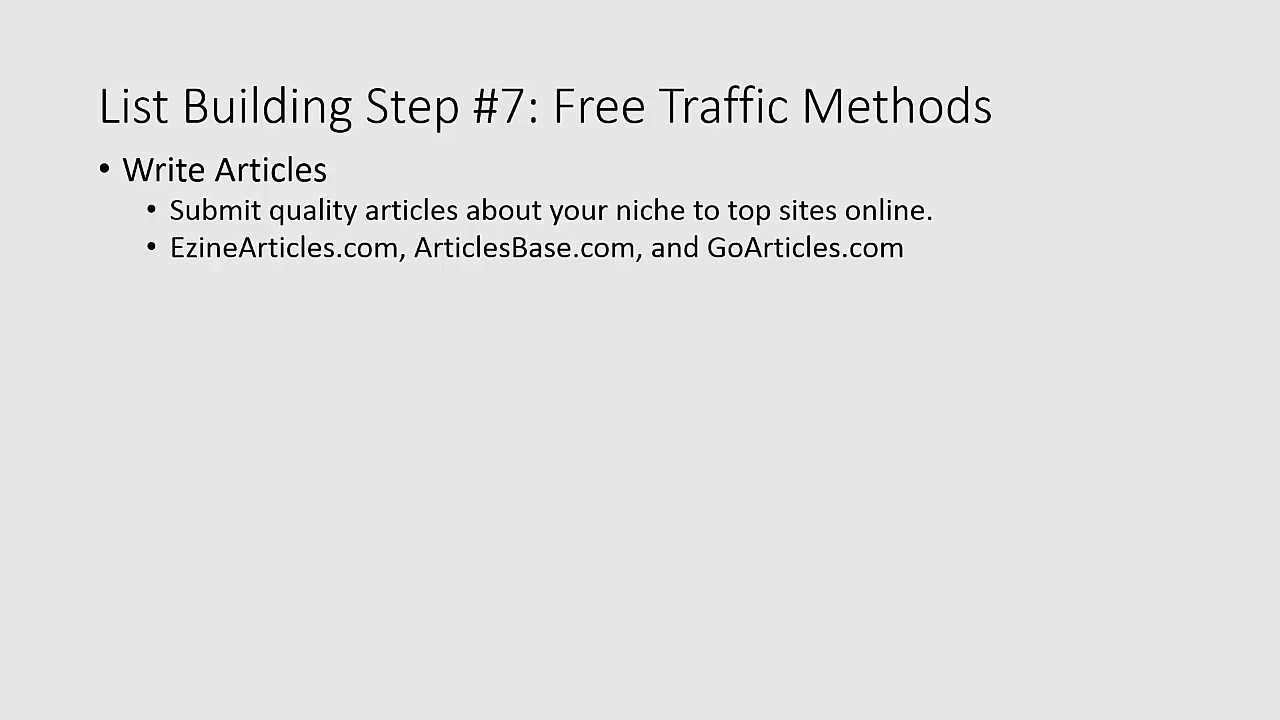 List Building Step #7: Free Traffic Methods
• Write Articles
• Submit quality articles about your niche to top sites online.
• EzineArticles.com, ArticlesBase.com, and GoArticles.com